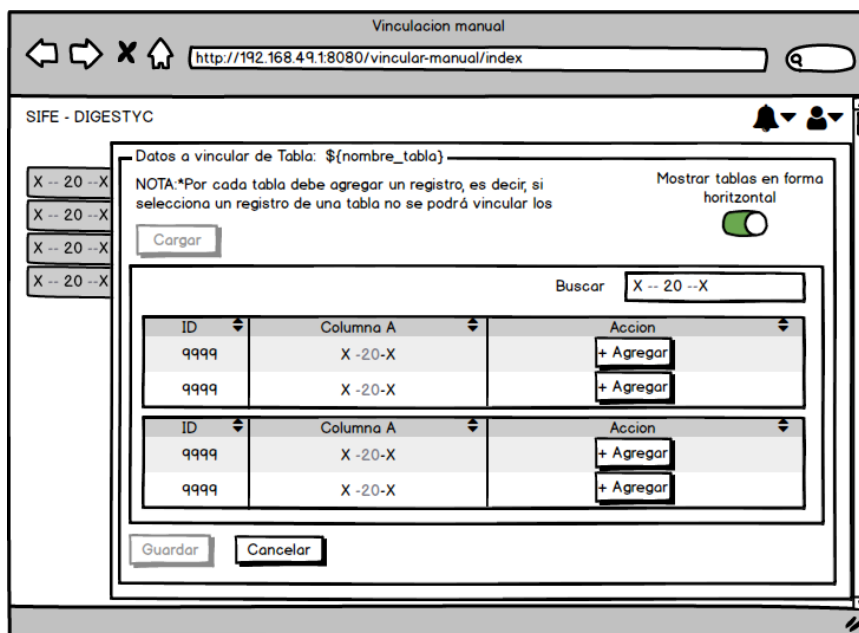 Vinculacion manual
http://192.168.49.1:8080/vincular-manual/index
SIFE - DIGESTYC
X -- 20 --X
X -- 20 --X
X -- 20 --X
X -- 20 --X
Datos a vincular de Tabla: ${nombre_tabla}
NOTA:*Por cada tabla debe agregar un registro, es decir, si
selecciona un registro de una tabla no se podrá vincular los
Mostrar tablas en forma
horitzontal
Cargar
Buscar X -- 20 --X
ID Columna A Accion
9999 X -20-X + Agregar
9999 X -20-X + Agregar
ID Columna A Accion
9999 X -20-X + Agregar
9999 X -20-X + Agregar
Guardar Cancelar